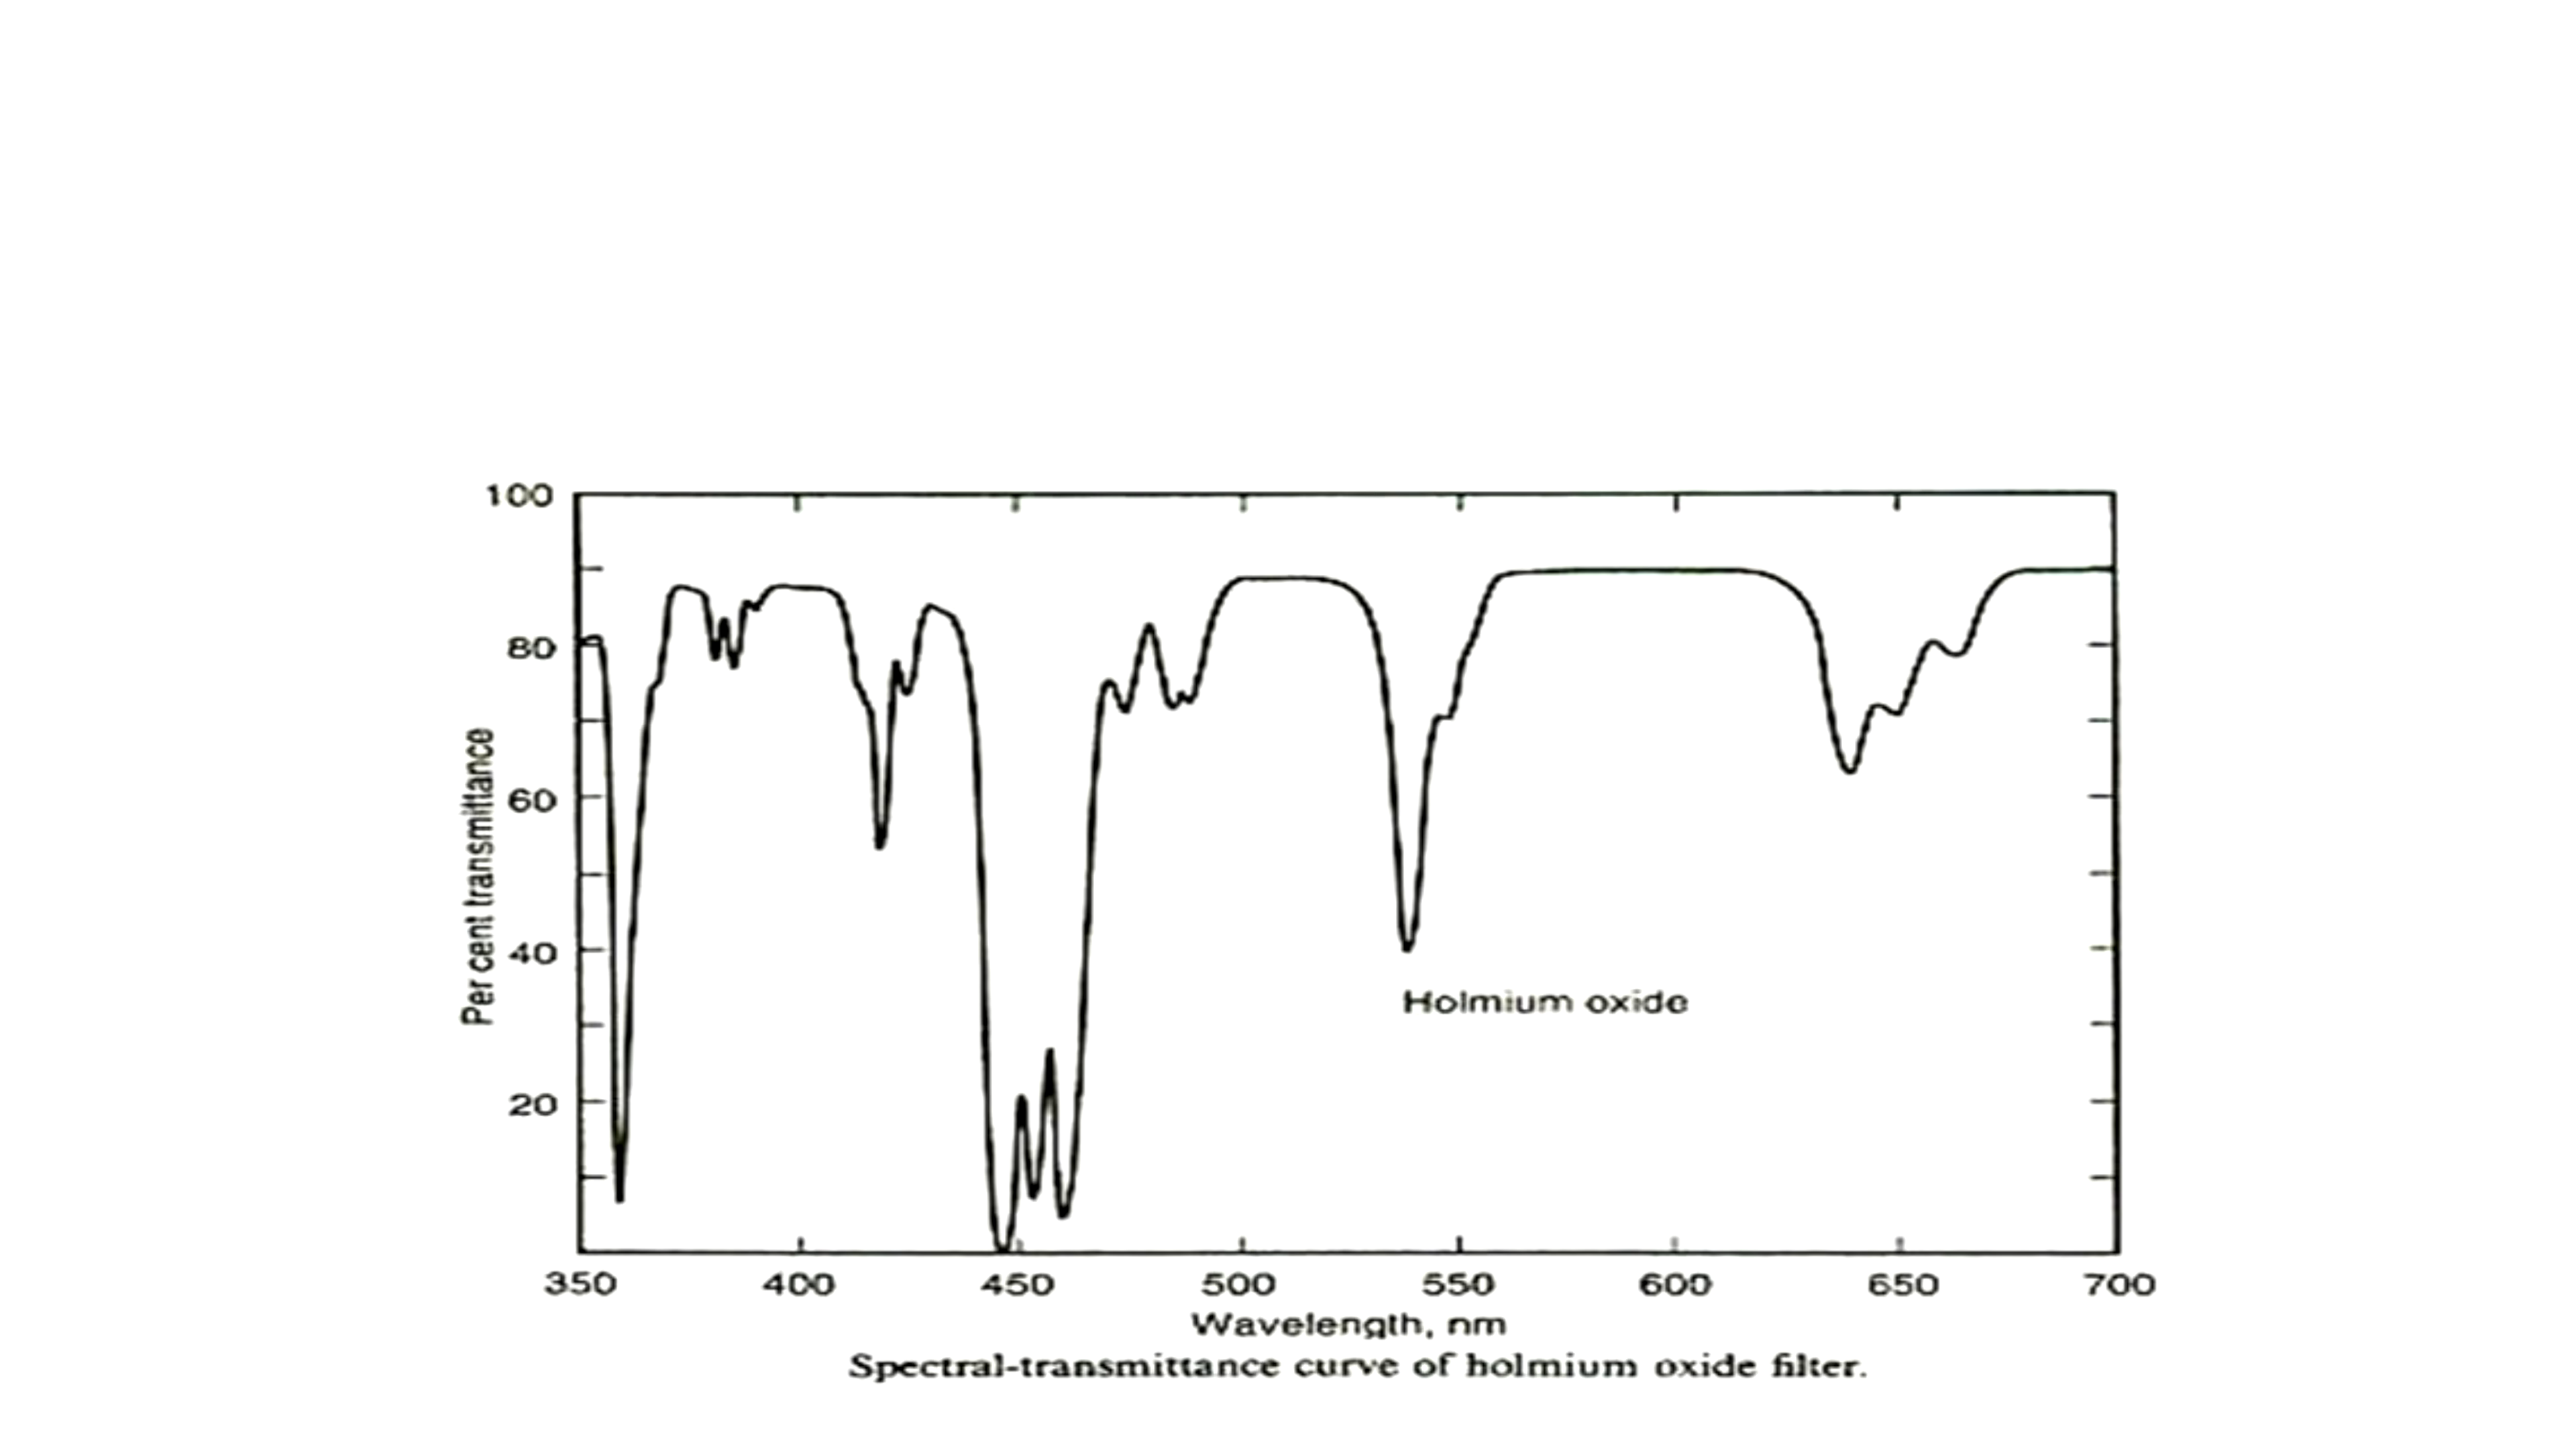 100
80
60
40
20
Per cent transmittance
Holmium oxide
350 400 450 500 550 600 650 700
Wavelength, nm
Spectral-transmittance curve of holmium oxide filter.